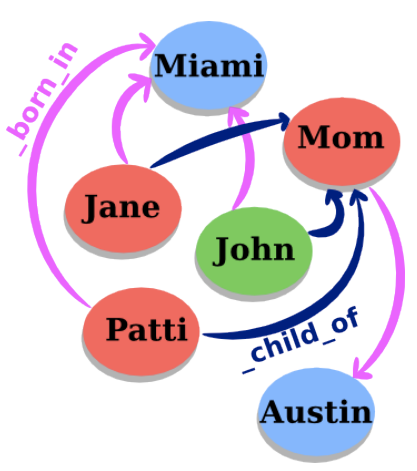 _born_in
Miami
Mom
Jane
John
Patti
_child_of
Austin